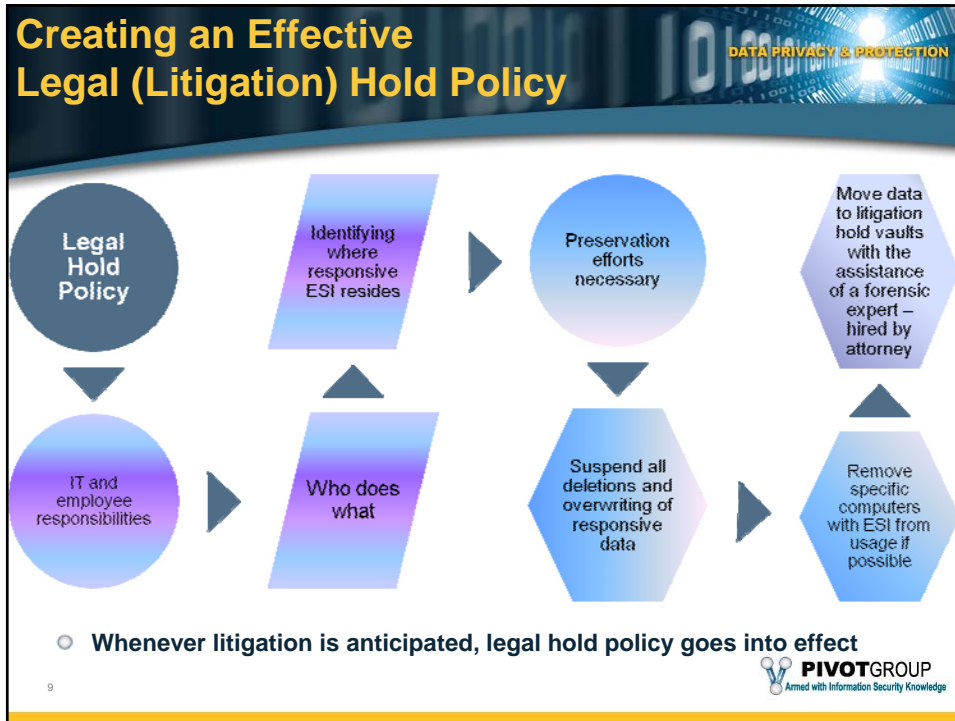 Creating an Effective
Legal (Litigation) Hold Policy
DATA PRIVACY & PROTECTION
Legal
Hold
Policy
IT and
employee
responsibilities
Who does
what
Identifying
where
responsive
ESI resides
Preservation
efforts
necessary
Suspend all
deletions and
overwriting of
responsive
data
Remove
specific
computers
with ESI from
usage if
possible
Move data
to litigation
hold vaults
with the
assistance
of a forensic
expert –
hired by
attorney
Whenever litigation is anticipated, legal hold policy goes into effect
9
PIVOTGROUP
Armed with Information Security Knowledge